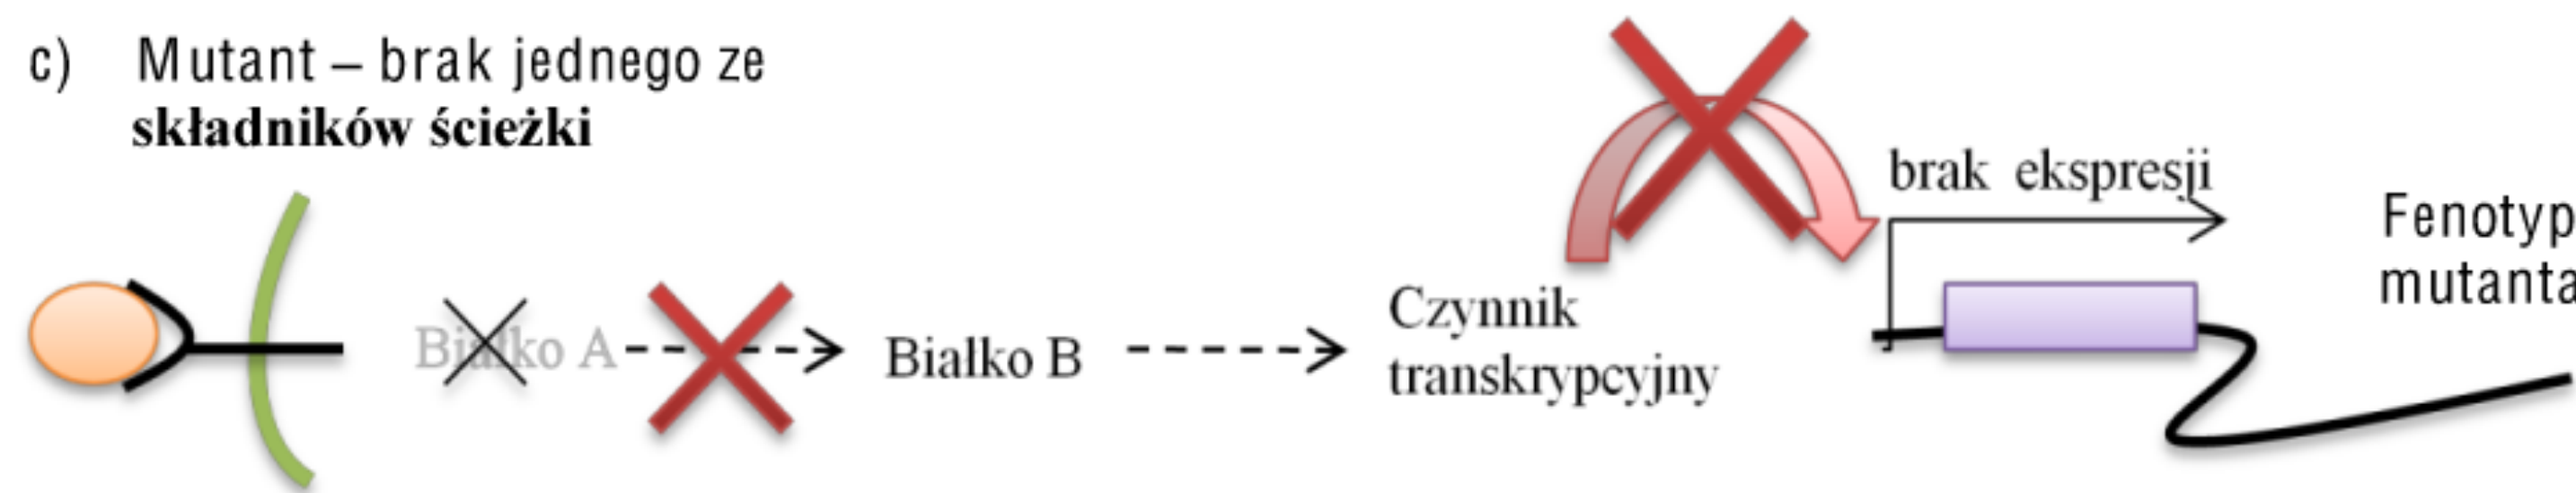 c) Mutant – brak jednego ze
składników ścieżki
brak ekspresji
Fenotyp
mutanta
Białko A
Białko B
Czynnik
transkrypcyjny